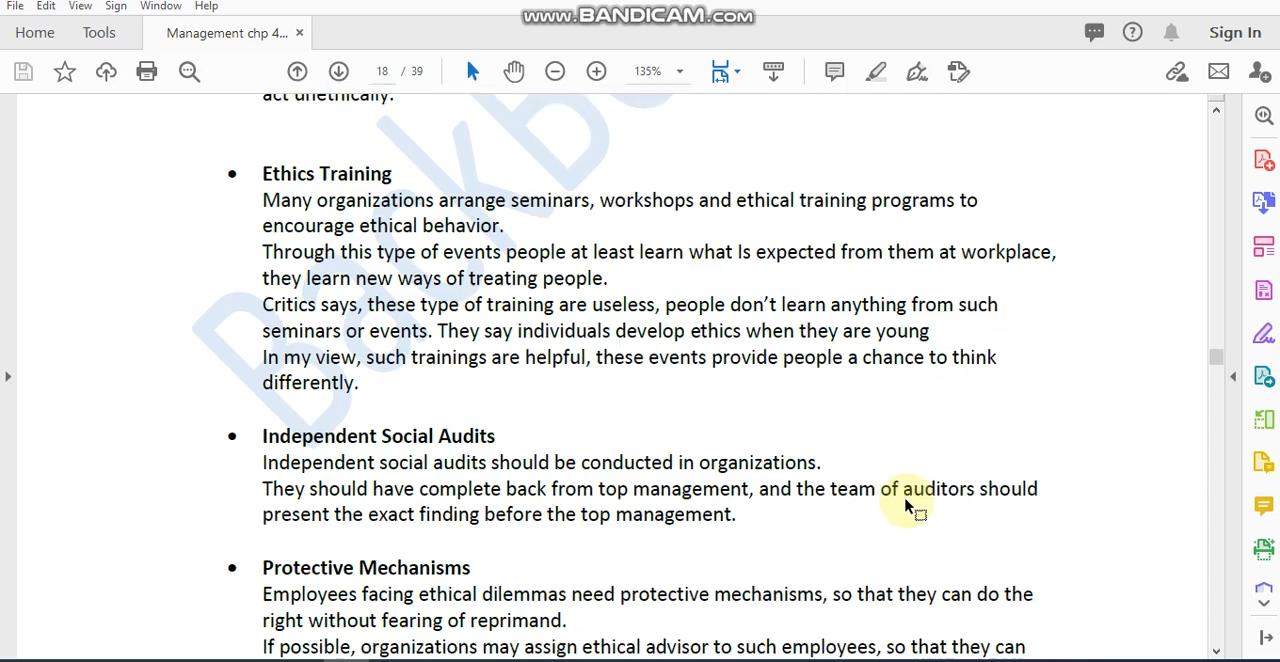 File Edit View Sign Window Help
www.BANDICAM.com
Home Tools Management chp 4... × Sign In
18 / 39 135%
act unethically.
• Ethics Training
Many organizations arrange seminars, workshops and ethical training programs to
encourage ethical behavior.
Through this type of events people at least learn what Is expected from them at workplace,
they learn new ways of treating people.
Critics says, these type of training are useless, people don’t learn anything from such
seminars or events. They say individuals develop ethics when they are young
In my view, such trainings are helpful, these events provide people a chance to think
differently.
• Independent Social Audits
Independent social audits should be conducted in organizations.
They should have complete back from top management, and the team of auditors should
present the exact finding before the top management.
• Protective Mechanisms
Employees facing ethical dilemmas need protective mechanisms, so that they can do the
right without fearing of reprimand.
If possible, organizations may assign ethical advisor to such employees, so that they can